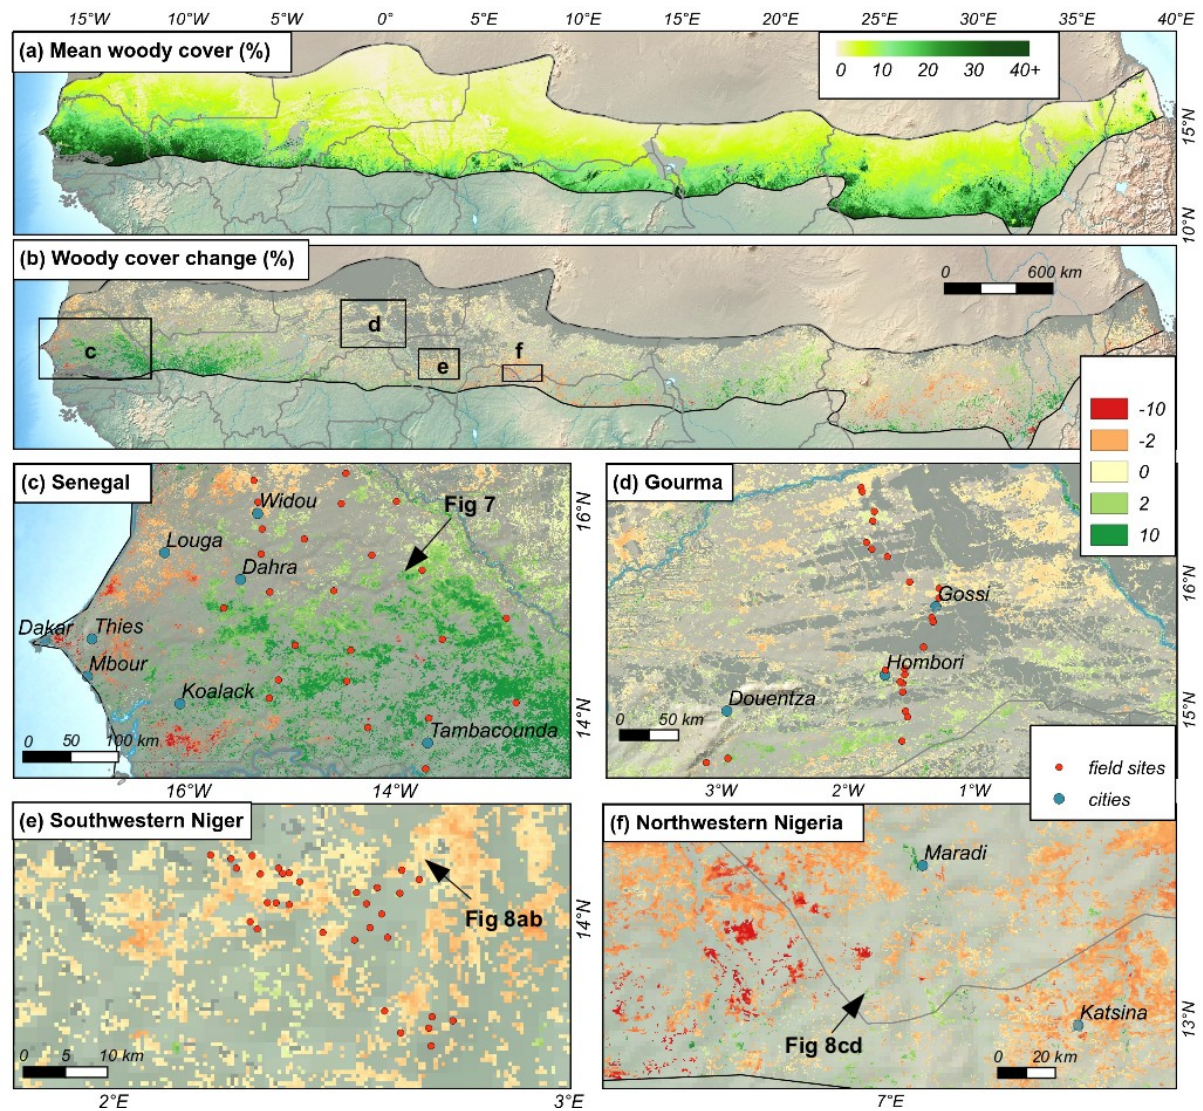 15°W 10°W 5°W 0° 5°E 10°E 15°E 20°E 25°E 30°E 35°E 40°E
(a) Mean woody cover (%)
0 10 20 30 40+
15°N
10°N
(b) Woody cover change (%)
0 600 km
c
d
e
f
-10
-2
0
2
10
(c) Senegal
Widou
Fig 7
Louga
Dahra
Dakar
Thies
Mbour
Koalack
Tambacounda
0 50 100 km
16°N
14°N
16°W 14°W
(d) Gourma
Gossi
Hombori
Douentza
0 50 km
16°N
3°W 2°W 1°W
field sites
cities
(e) Southwestern Niger
Fig 8ab
0 5 10 km
14°N
2°E 3°E
(f) Northwestern Nigeria
Maradi
Katsina
Fig 8cd
0 20 km
13°N
7°E